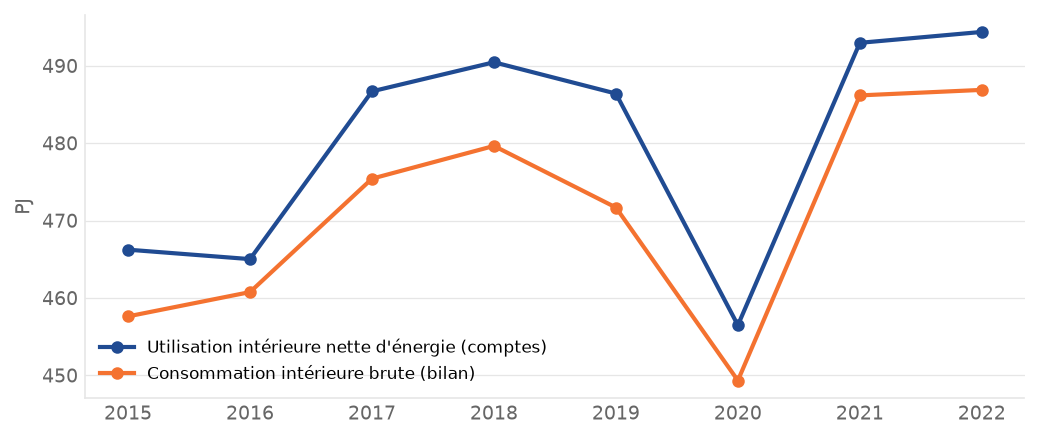 490
480
470
460
450
PJ
Utilisation intérieure nette d'énergie (comptes)
Consommation intérieure brute (bilan)
2015 2016 2017 2018 2019 2020 2021 2022